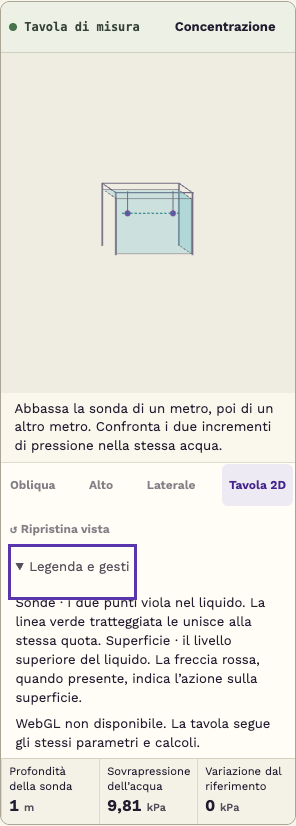 Tavola di misura Concentrazione
Abbassa la sonda di un metro, poi di un
altro metro. Confronta i due incrementi
di pressione nella stessa acqua.
Obliqua Alto Laterale Tavola 2D
↺ Ripristina vista
▼ Legenda e gesti
Sonde · i due punti viola nel liquido. La
linea verde tratteggiata le unisce alla
stessa quota. Superficie · il livello
superiore del liquido. La freccia rossa,
quando presente, indica l’azione sulla
superficie.
WebGL non disponibile. La tavola segue
gli stessi parametri e calcoli.
Profondità
della sonda
1 m
Sovrapressione
dell’acqua
9,81 kPa
Variazione dal
riferimento
0 kPa